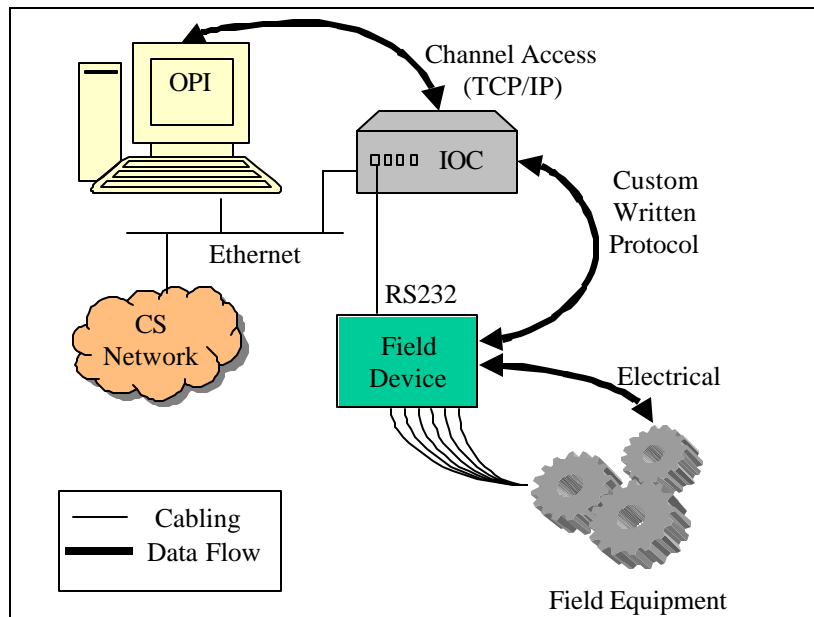 OPI
Channel Access
(TCP/IP)
IOC
Custom
Written
Protocol
Ethernet
RS232
CS
Network
Field
Device
Electrical
Cabling
Data Flow
Field Equipment